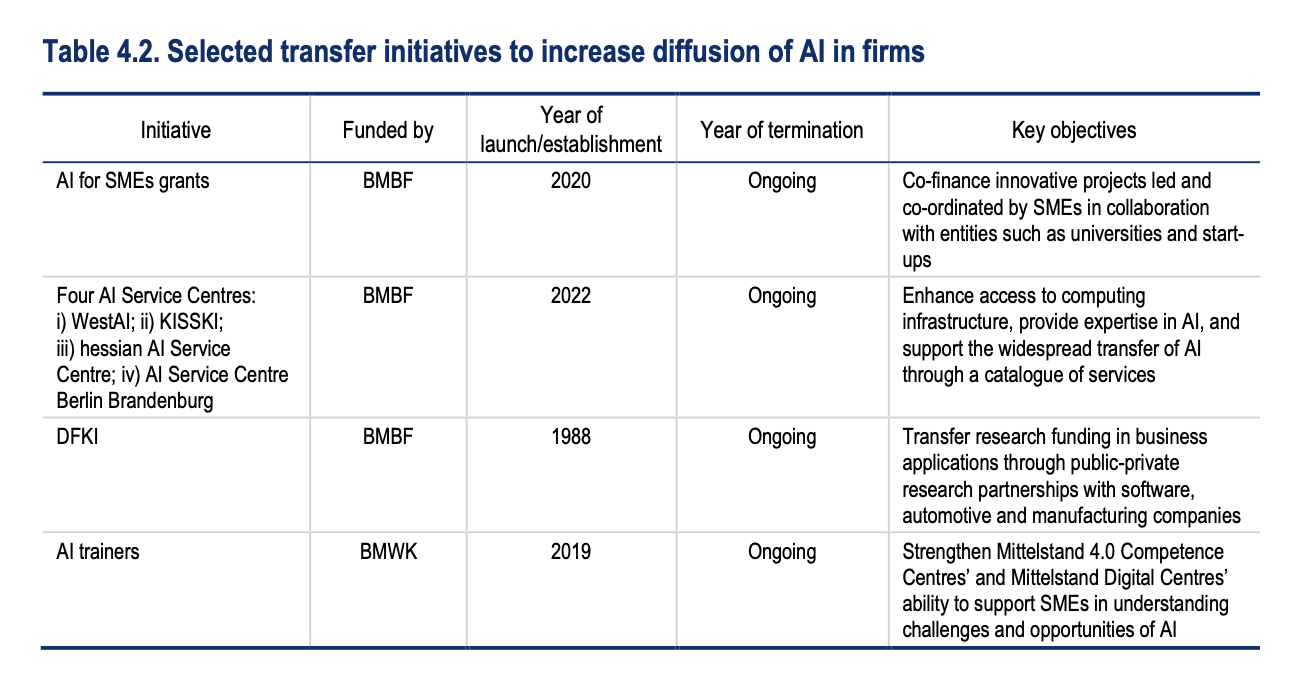 Table 4.2. Selected transfer initiatives to increase diffusion of AI in firms
Initiative
Funded by
Year of
launch/establishment
Year of termination
Key objectives
AI for SMEs grants
BMBF
2020
Ongoing
Co-finance innovative projects led and
co-ordinated by SMEs in collaboration
with entities such as universities and start-
ups
Four AI Service Centres:
i) WestAI; ii) KISSKI;
iii) hessian AI Service
Centre; iv) AI Service Centre
Berlin Brandenburg
BMBF
2022
Ongoing
Enhance access to computing
infrastructure, provide expertise in AI, and
support the widespread transfer of AI
through a catalogue of services
DFKI
BMBF
1988
Ongoing
Transfer research funding in business
applications through public-private
research partnerships with software,
automotive and manufacturing companies
AI trainers
BMWK
2019
Ongoing
Strengthen Mittelstand 4.0 Competence
Centres’ and Mittelstand Digital Centres’
ability to support SMEs in understanding
challenges and opportunities of AI